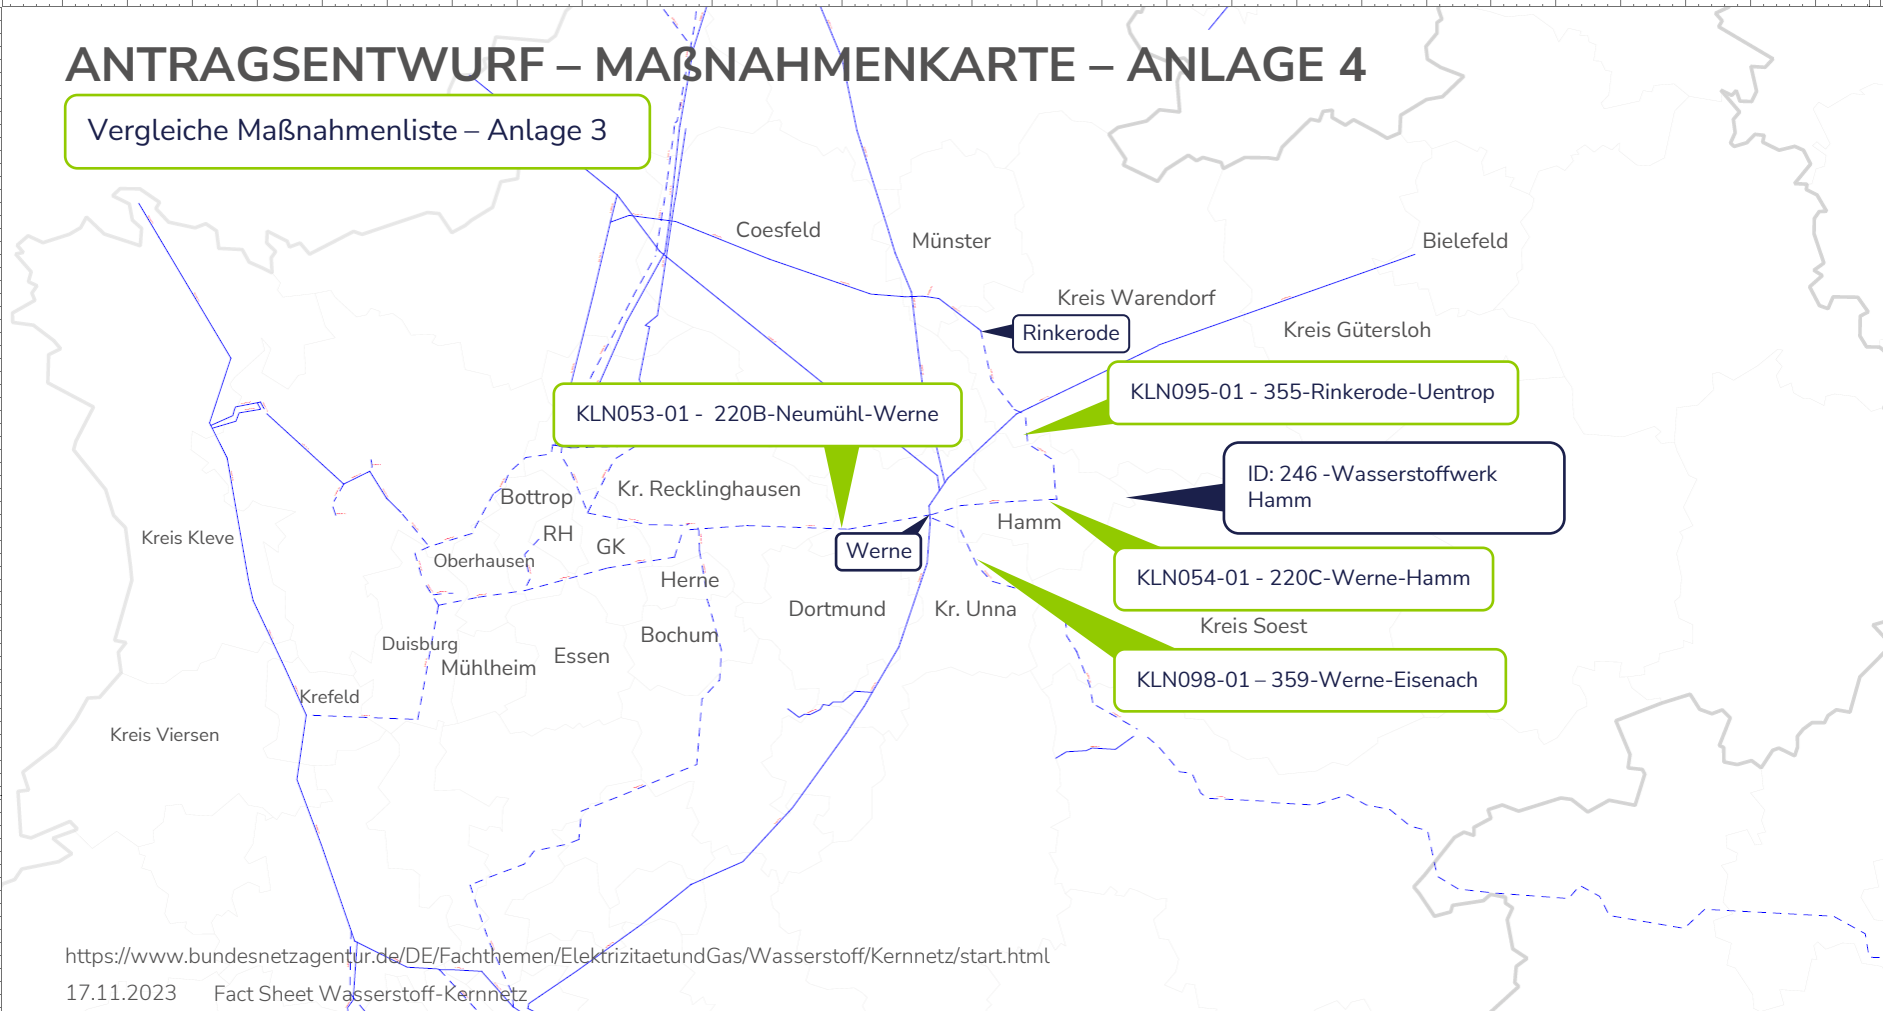 ANTRAGSENTWURF – MAßNAHMENKARTE – ANLAGE 4
Vergleiche Maßnahmenliste – Anlage 3
Coesfeld
Münster
Bielefeld
Kreis Warendorf
Rinkerode
Kreis Gütersloh
KLN095-01 - 355-Rinkerode-Uentrop
KLN053-01 - 220B-Neumühl-Werne
ID: 246 -Wasserstoffwerk
Hamm
Bottrop
Kr. Recklinghausen
Hamm
Kreis Kleve
RH
GK
Werne
Oberhausen
Herne
KLN054-01 - 220C-Werne-Hamm
Dortmund
Kr. Unna
Kreis Soest
Duisburg
Mühlheim
Essen
Bochum
KLN098-01 – 359-Werne-Eisenach
Krefeld
Kreis Viersen
https://www.bundesnetzagentur.de/DE/Fachthemen/ElektrizitaetundGas/Wasserstoff/Kernnetz/start.html
17.11.2023 Fact Sheet Wasserstoff-Kernnetz